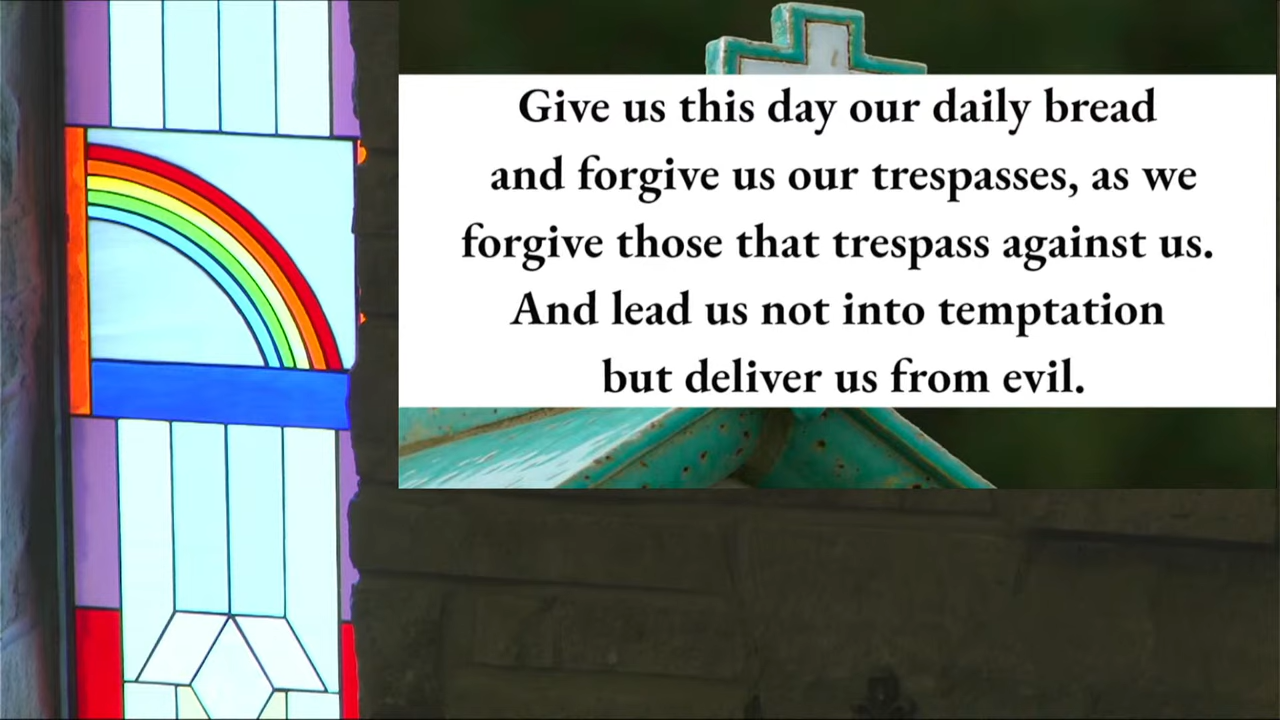 Give us this day our daily bread
and forgive us our trespasses, as we
forgive those that trespass against us.
And lead us not into temptation
but deliver us from evil.